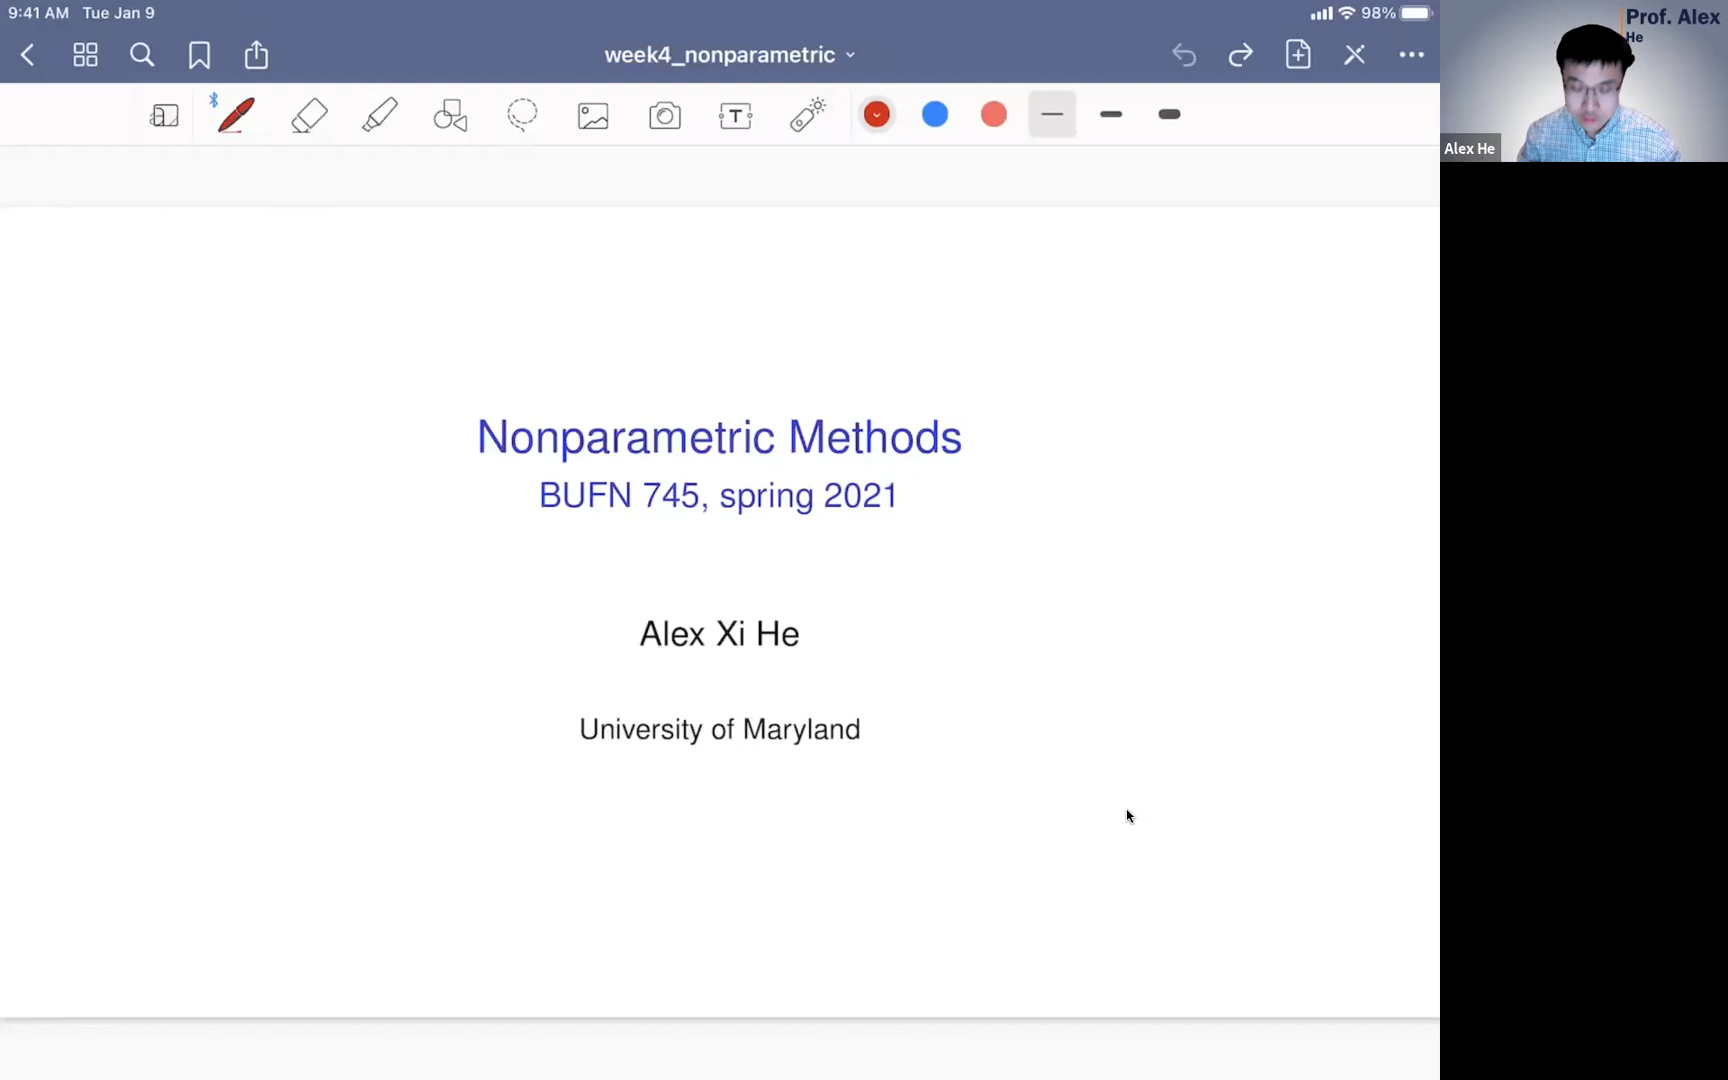 9:41 AM Tue Jan 9
98%
week4_nonparametric
T
Prof. Alex
He
Alex He
Nonparametric Methods
BUFN 745, spring 2021
Alex Xi He
University of Maryland